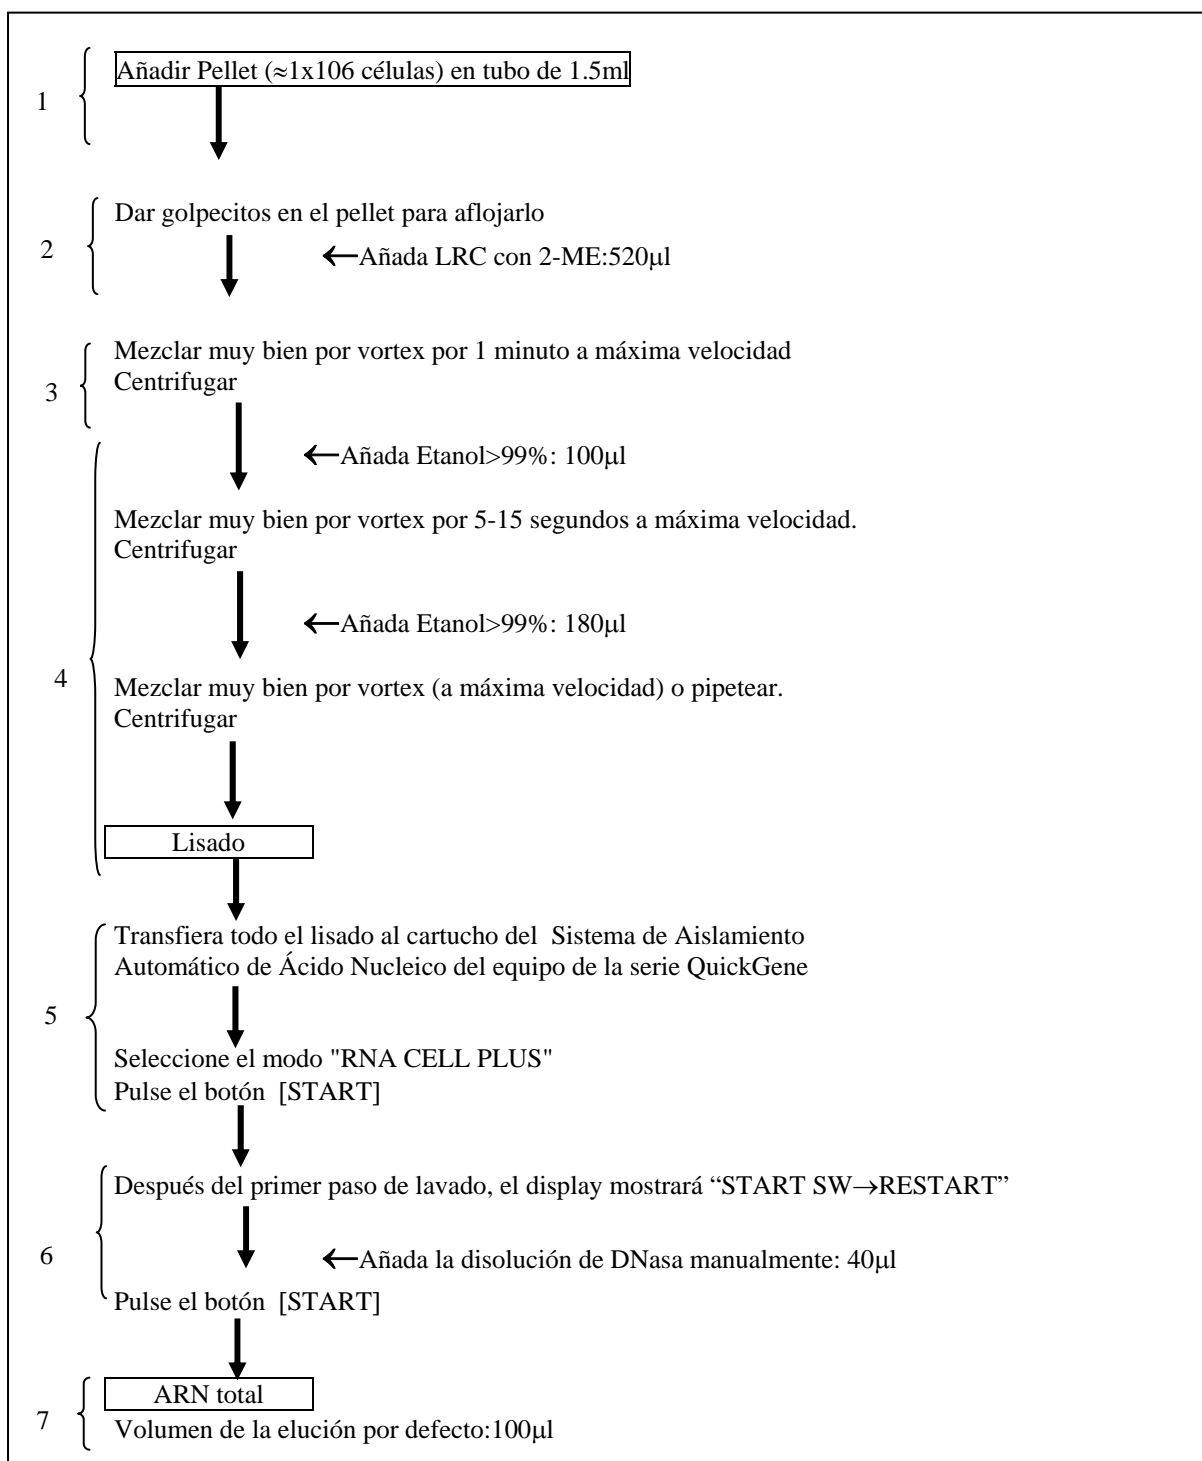 1
Añadir Pellet (≈1x106 células) en tubo de 1.5ml
2
Dar golpecitos en el pellet para aflojarlo
←Añada LRC con 2-ME:520μl
3
Mezclar muy bien por vortex por 1 minuto a máxima velocidad
Centrifugar
←Añada Etanol>99%: 100μl
Mezclar muy bien por vortex por 5-15 segundos a máxima velocidad.
Centrifugar
←Añada Etanol>99%: 180μl
4
Mezclar muy bien por vortex (a máxima velocidad) o pipetear.
Centrifugar
Lisado
Transfiera todo el lisado al cartucho del Sistema de Aislamiento
Automático de Ácido Nucleico del equipo de la serie QuickGene
5
Seleccione el modo "RNA CELL PLUS"
Pulse el botón [START]
Después del primer paso de lavado, el display mostrará “START SW→RESTART”
6
←Añada la disolución de DNasa manualmente: 40μl
Pulse el botón [START]
ARN total
7
Volumen de la elución por defecto:100μl